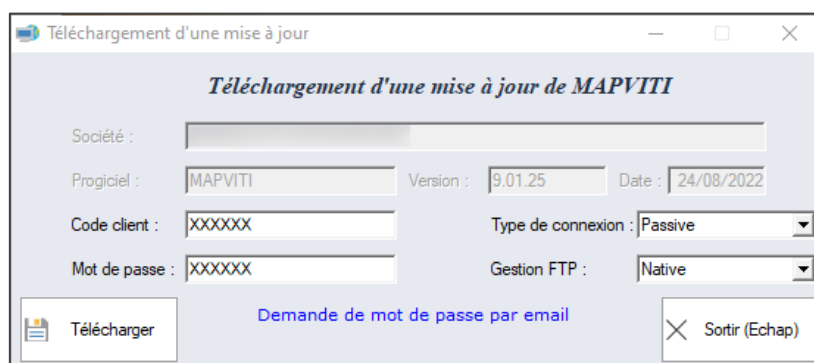 Téléchargement d'une mise à jour
Téléchargement d'une mise à jour de MAPVITI
Société :
Progiciel : MAPVITI Version : 9.01.25 Date : 24/08/2022
Code client : XXXXXX Type de connexion : Passive
Mot de passe : XXXXXX Gestion FTP : Native
Télécharger Demande de mot de passe par email Sortir (Echap)